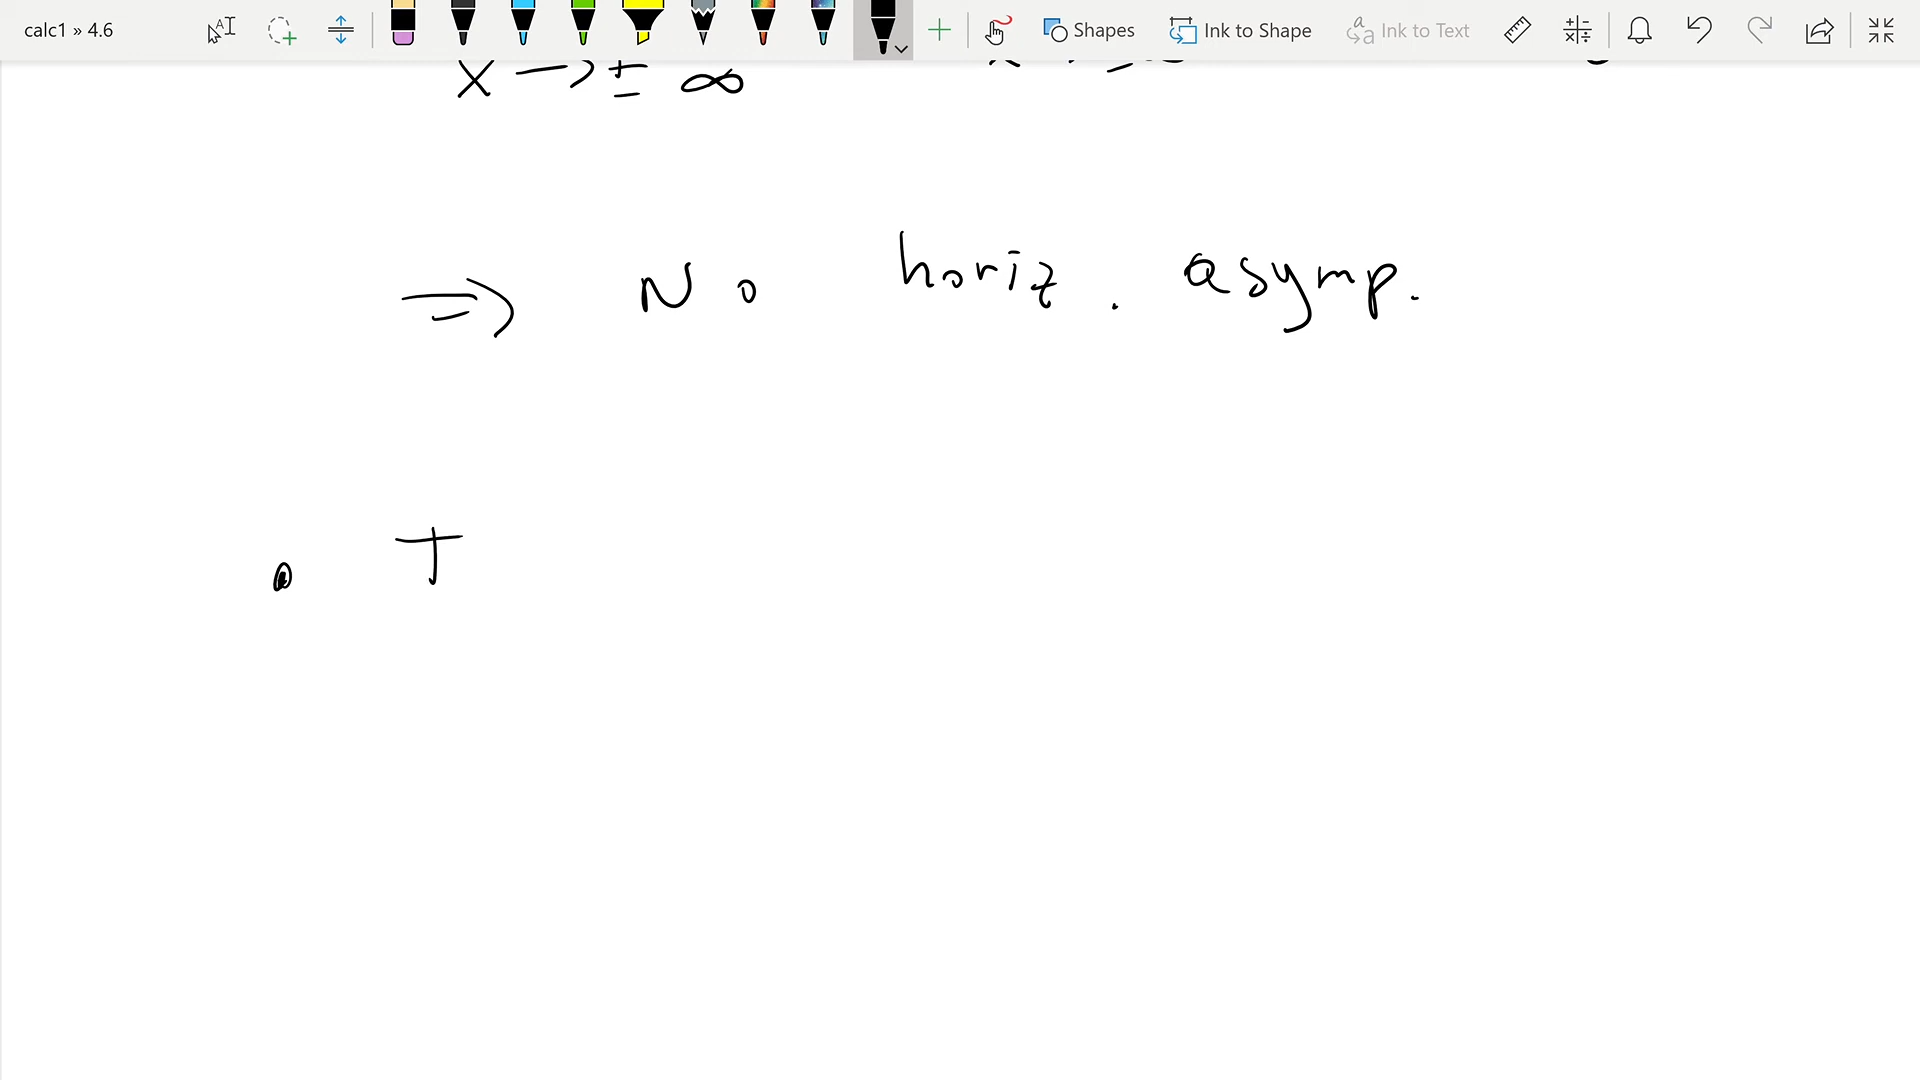 calc1 » 4.6 Shapes Ink to Shape Ink to Text
x → ± ∞
⇒ No horiz. asymp.
• T